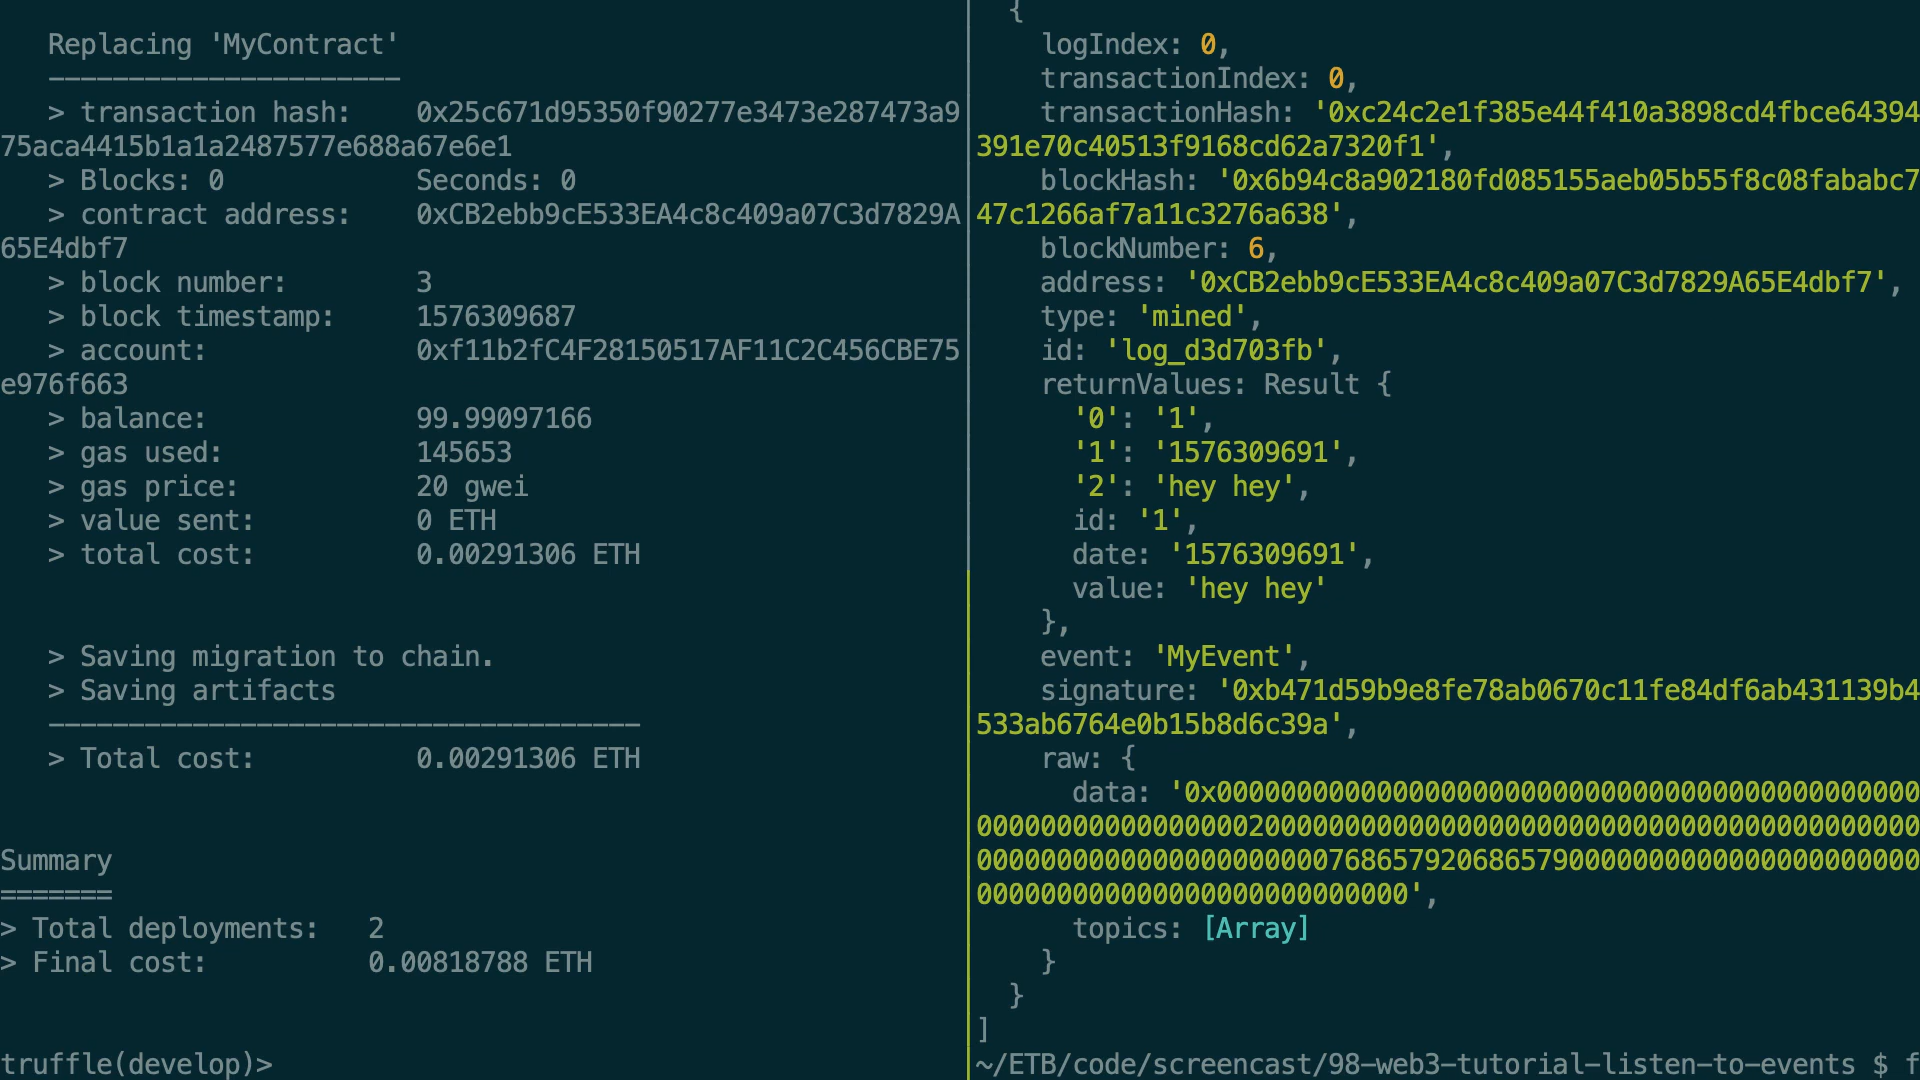 Replacing 'MyContract'
----------------------
> transaction hash:    0x25c671d95350f90277e3473e287473a9
75aca4415b1a1a2487577e688a67e6e1
> Blocks: 0            Seconds: 0
> contract address:    0xCB2ebb9cE533EA4c8c409a07C3d7829A
65E4dbf7
> block number:        3
> block timestamp:     1576309687
> account:             0xf11b2fC4F28150517AF11C2C456CBE75
e976f663
> balance:             99.99097166
> gas used:            145653
> gas price:           20 gwei
> value sent:          0 ETH
> total cost:          0.00291306 ETH
> Saving migration to chain.
> Saving artifacts
-------------------------------------
> Total cost:          0.00291306 ETH
Summary
=======
> Total deployments:   2
> Final cost:          0.00818788 ETH
truffle(develop)>
{
logIndex: 0,
transactionIndex: 0,
transactionHash: '0xc24c2e1f385e44f410a3898cd4fbce64394
391e70c40513f9168cd62a7320f1',
blockHash: '0x6b94c8a902180fd085155aeb05b55f8c08fababc7
47c1266af7a11c3276a638',
blockNumber: 6,
address: '0xCB2ebb9cE533EA4c8c409a07C3d7829A65E4dbf7',
type: 'mined',
id: 'log_d3d703fb',
returnValues: Result {
'0': '1',
'1': '1576309691',
'2': 'hey hey',
id: '1',
date: '1576309691',
value: 'hey hey'
},
event: 'MyEvent',
signature: '0xb471d59b9e8fe78ab0670c11fe84df6ab431139b4
533ab6764e0b15b8d6c39a',
raw: {
data: '0x00000000000000000000000000000000000000000000
00000000000000000200000000000000000000000000000000000000000
00000000000000000000007686579206865790000000000000000000000
000000000000000000000000000',
topics: [Array]
}
}
]
~/ETB/code/screencast/98-web3-tutorial-listen-to-events $ f